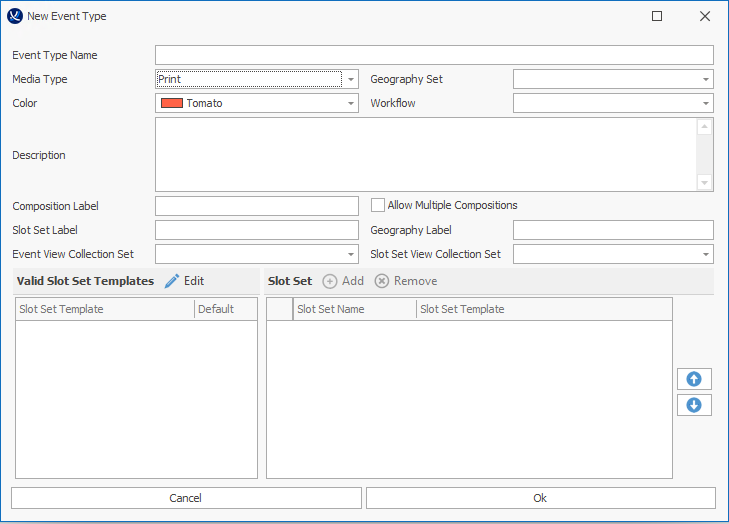 New Event Type
Event Type Name
Media Type Print Geography Set
Color Tomato Workflow
Description
Composition Label Allow Multiple Compositions
Slot Set Label Geography Label
Event View Collection Set Slot Set View Collection Set
Valid Slot Set Templates Edit Slot Set Add Remove
Slot Set Template Default Slot Set Name Slot Set Template
Cancel Ok